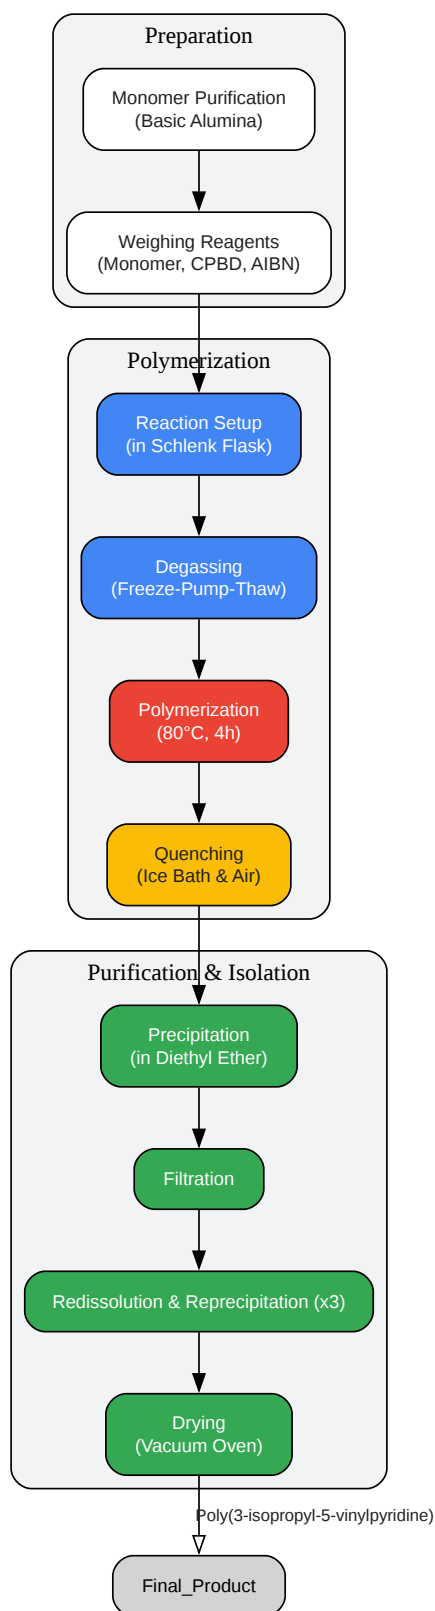 Preparation
Monomer Purification
(Basic Alumina)
Weighing Reagents
(Monomer, CPBD, AIBN)
Polymerization
Reaction Setup
(in Schlenk Flask)
Degassing
(Freeze-Pump-Thaw)
Polymerization
(80°C, 4h)
Quenching
(Ice Bath & Air)
Purification & Isolation
Precipitation
(in Diethyl Ether)
Filtration
Redissolution & Reprecipitation (x3)
Drying
(Vacuum Oven)
Poly(3-isopropyl-5-vinylpyridine)
Final_Product